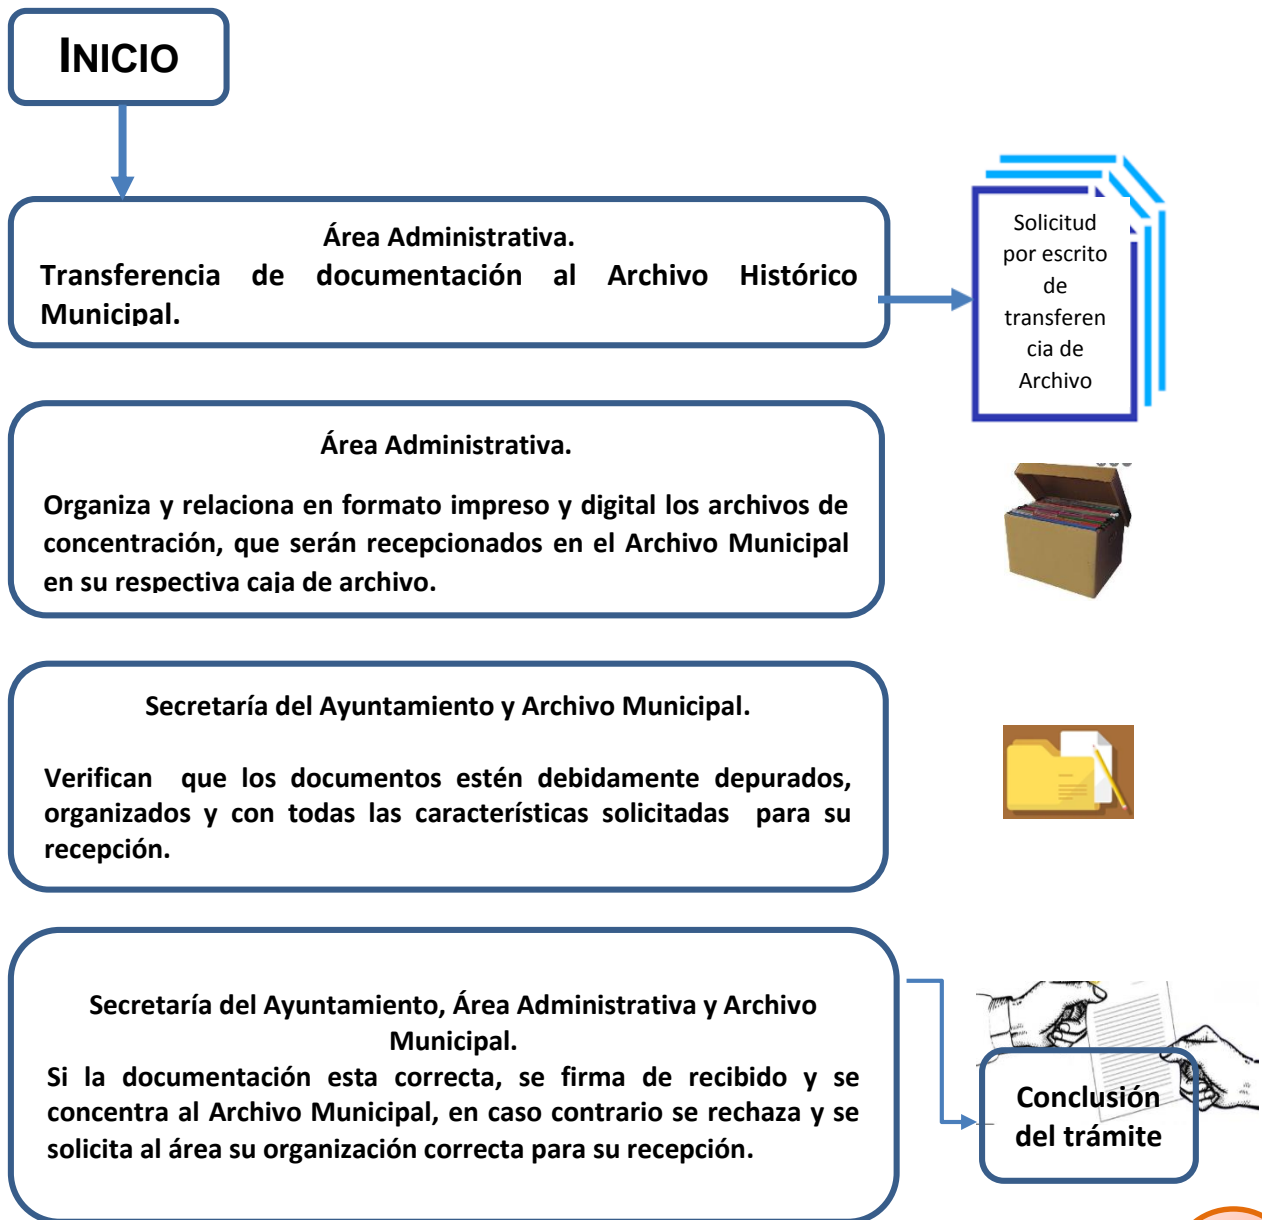 INICIO
Área Administrativa.
Transferencia de documentación al Archivo Histórico
Municipal.
Solicitud
por escrito
de
transferen
cia de
Archivo
Área Administrativa.
Organiza y relaciona en formato impreso y digital los archivos de
concentración, que serán recepcionados en el Archivo Municipal
en su respectiva caja de archivo.
Secretaría del Ayuntamiento y Archivo Municipal.
Verifican que los documentos estén debidamente depurados,
organizados y con todas las características solicitadas para su
recepción.
Secretaría del Ayuntamiento, Área Administrativa y Archivo
Municipal.
Si la documentación esta correcta, se firma de recibido y se
concentra al Archivo Municipal, en caso contrario se rechaza y se
solicita al área su organización correcta para su recepción.
Conclusión
del trámite